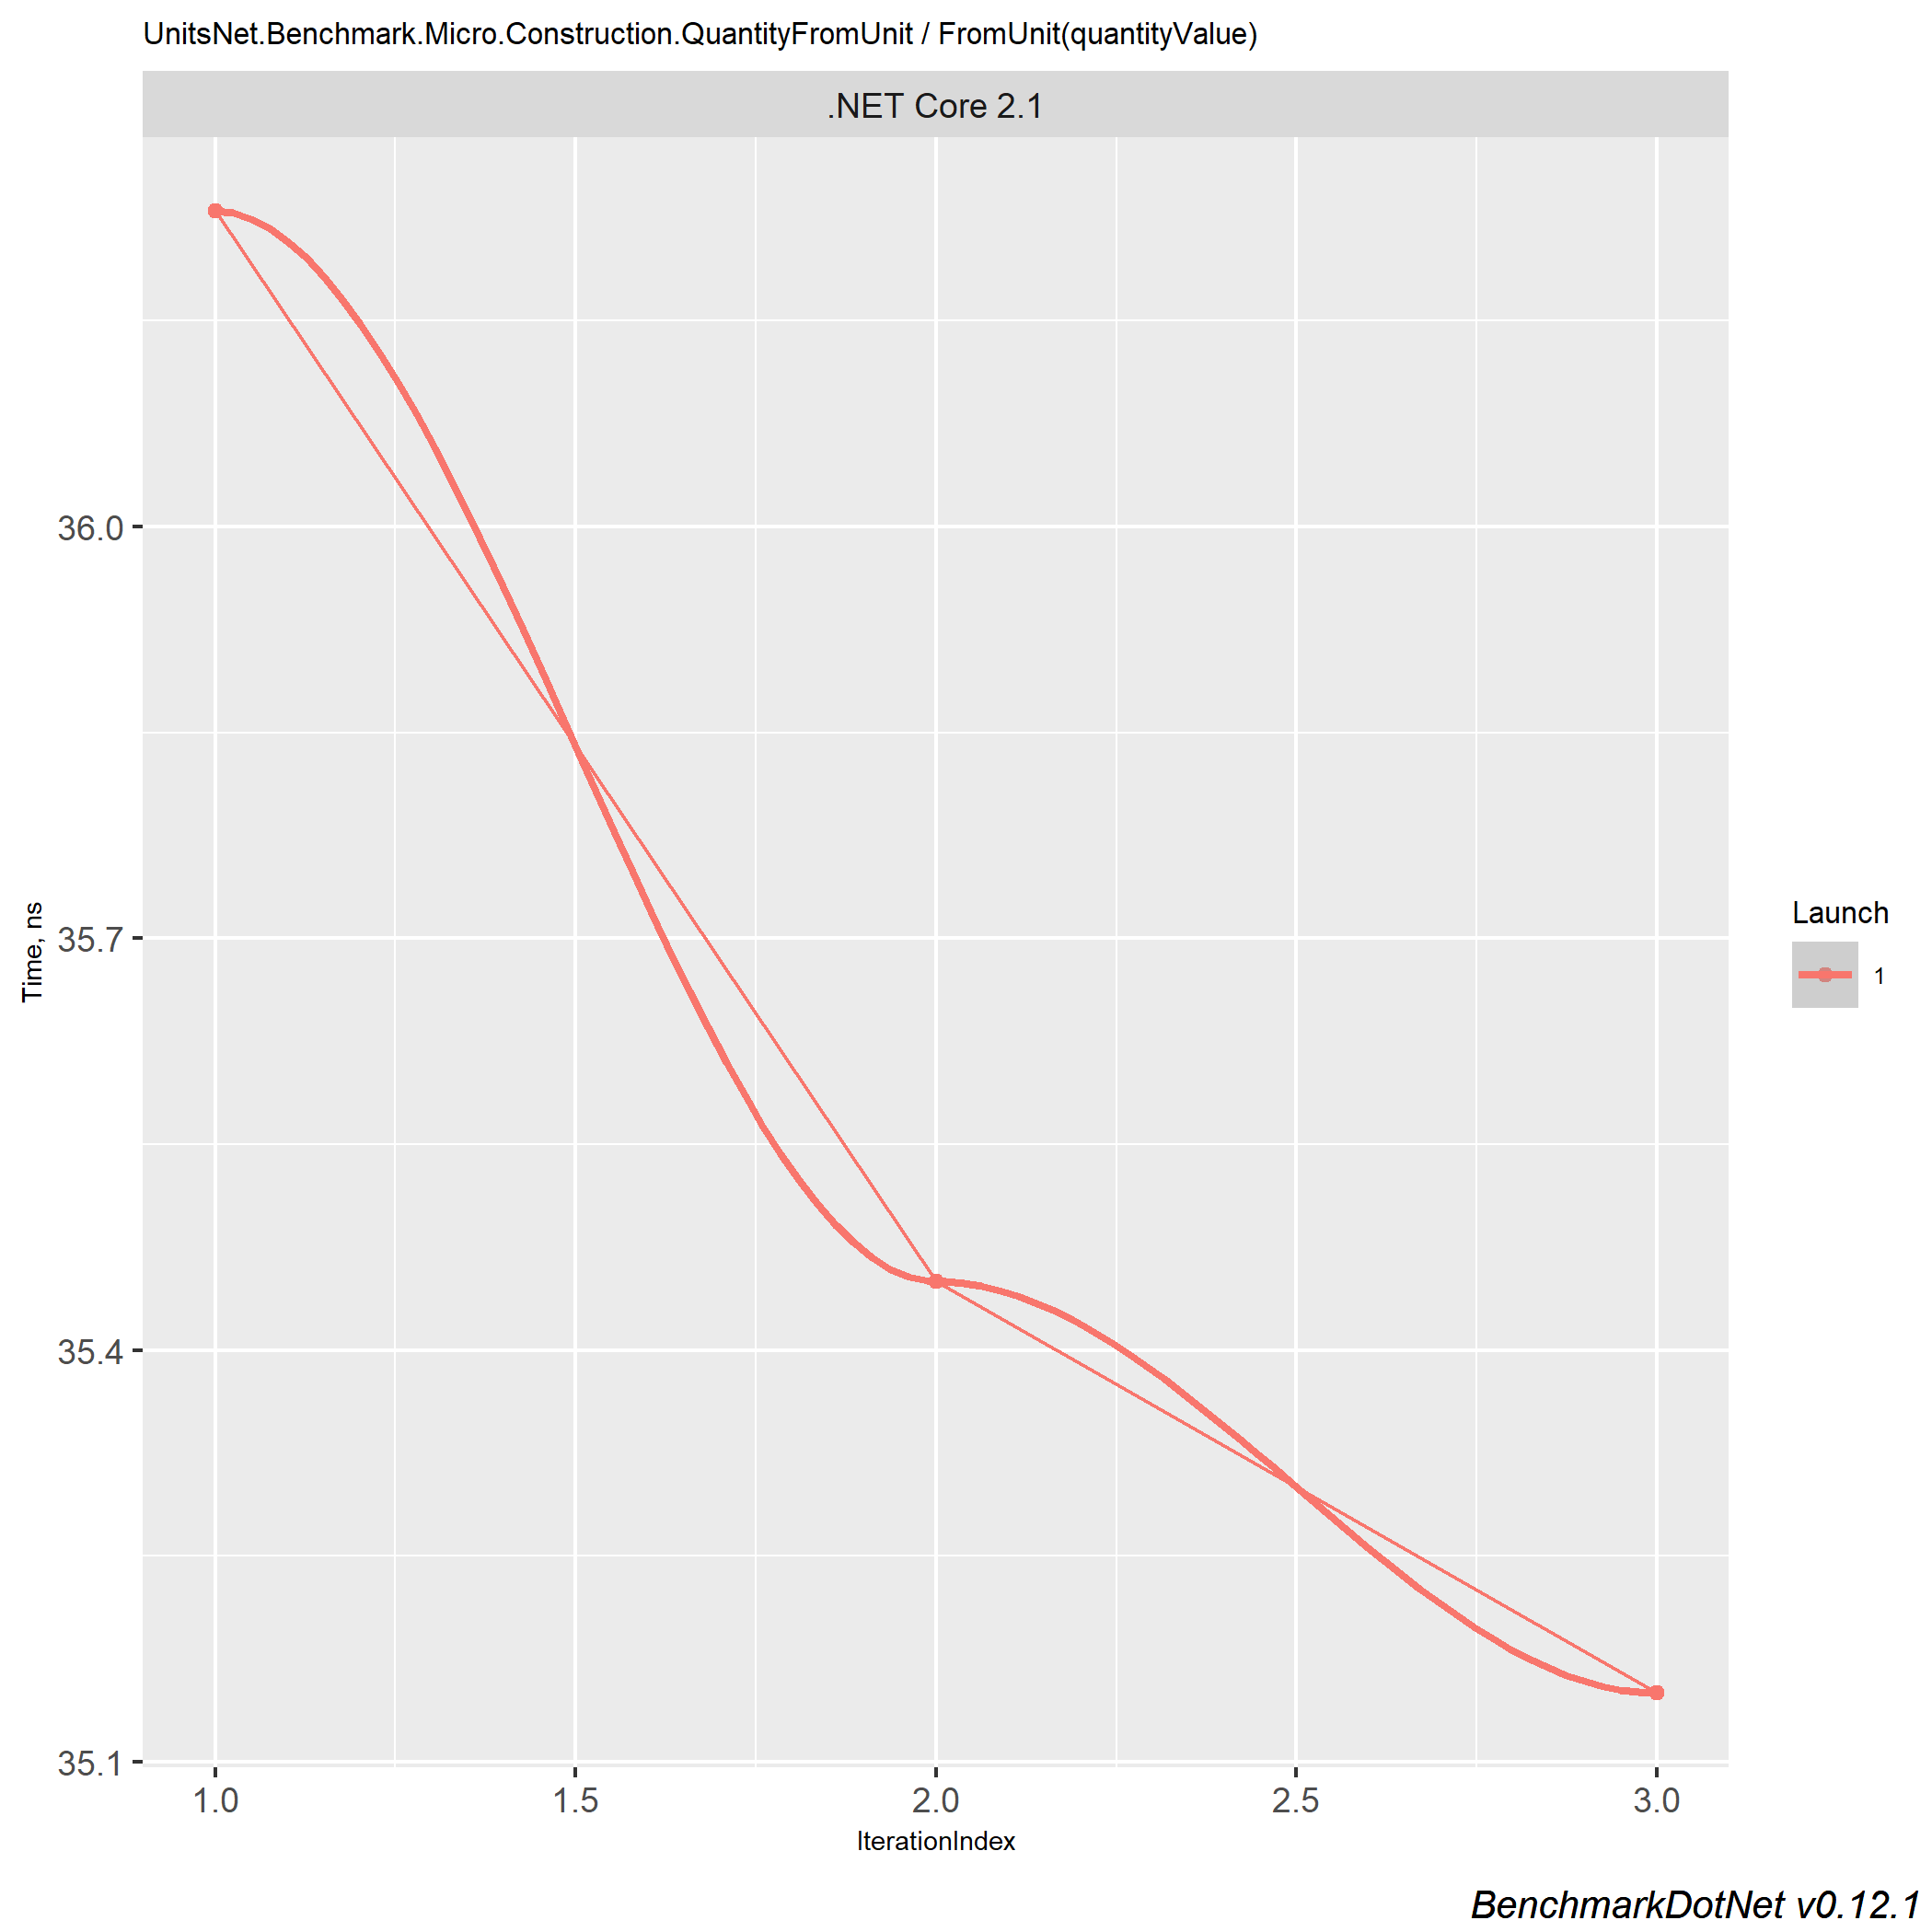 UnitsNet.Benchmark.Micro.Construction.QuantityFromUnit / FromUnit(quantityValue)
.NET Core 2.1
Time, ns
36.0
35.7
35.4
35.1
1.0 1.5 2.0 2.5 3.0
IterationIndex
Launch
1
BenchmarkDotNet v0.12.1